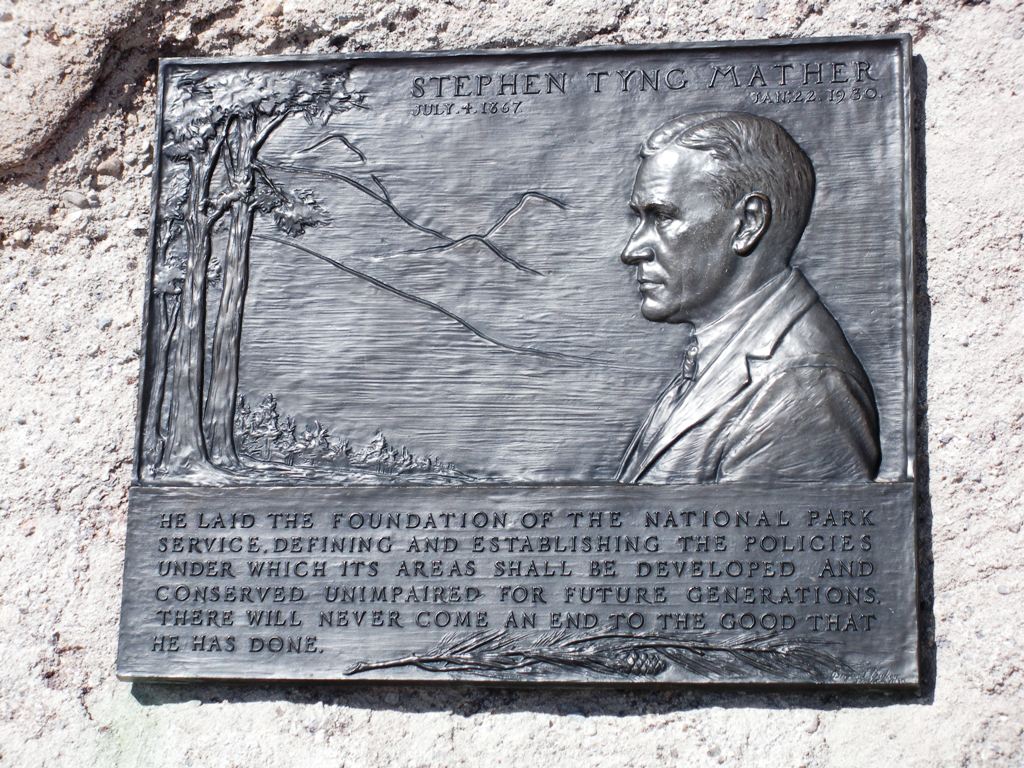 STEPHEN TYNG MATHER
JULY.4.1867. JAN.22.1930.
HE LAID THE FOUNDATION OF THE NATIONAL PARK
SERVICE, DEFINING AND ESTABLISHING THE POLICIES
UNDER WHICH ITS AREAS SHALL BE DEVELOPED AND
CONSERVED UNIMPAIRED FOR FUTURE GENERATIONS.
THERE WILL NEVER COME AN END TO THE GOOD THAT
HE HAS DONE.